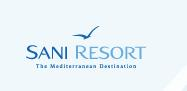 SANI RESORT
The Mediterranean Destination